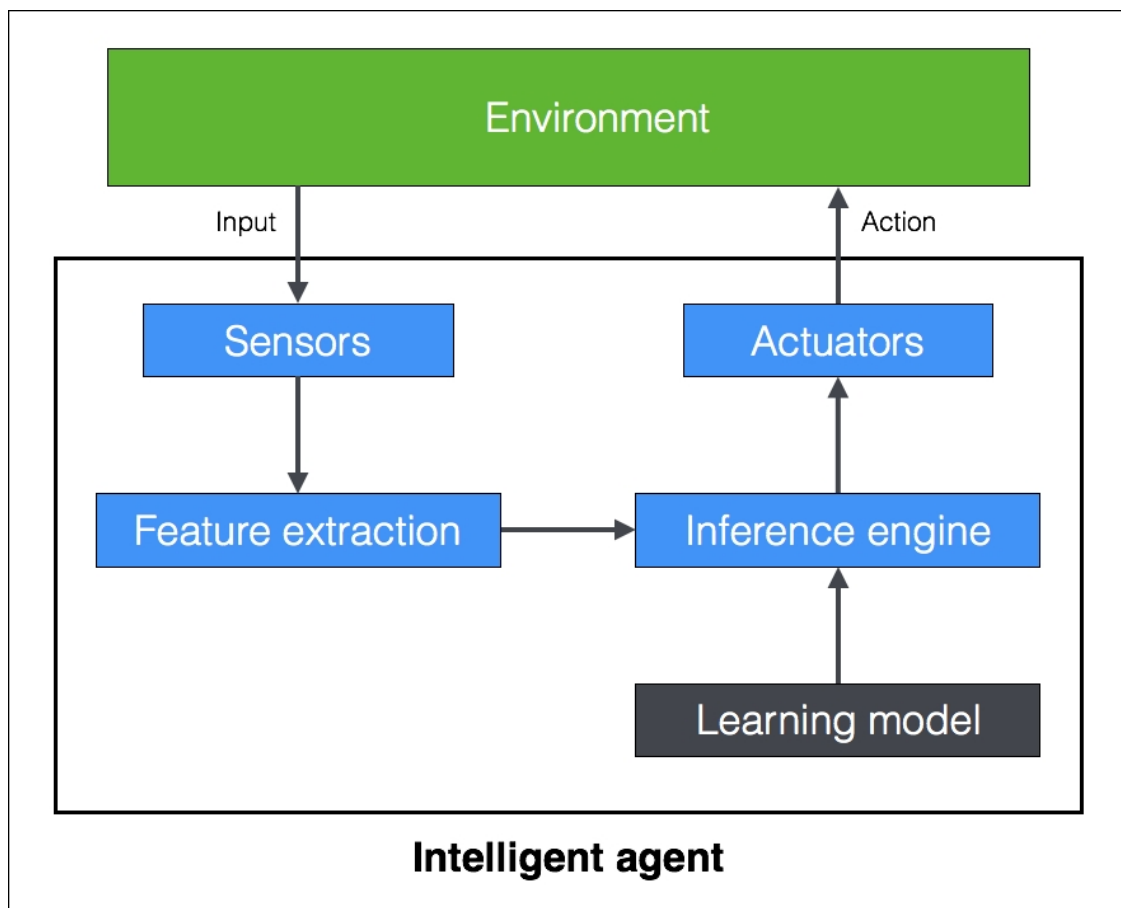 Environment
Input
Action
Sensors
Actuators
Feature extraction
Inference engine
Learning model
Intelligent agent